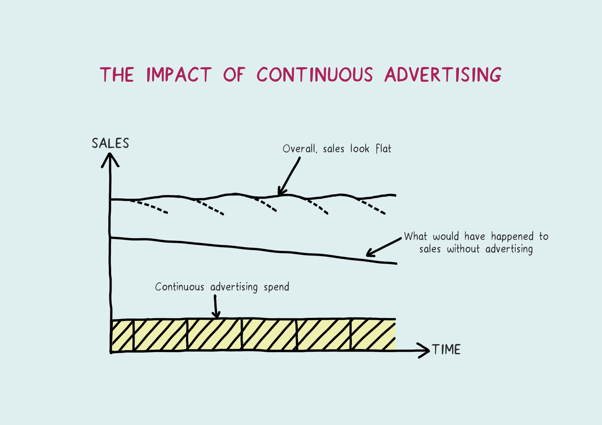 THE IMPACT OF CONTINUOUS ADVERTISING
SALES
Overall, sales look flat
What would have happened to
sales without advertising
Continuous advertising spend
TIME